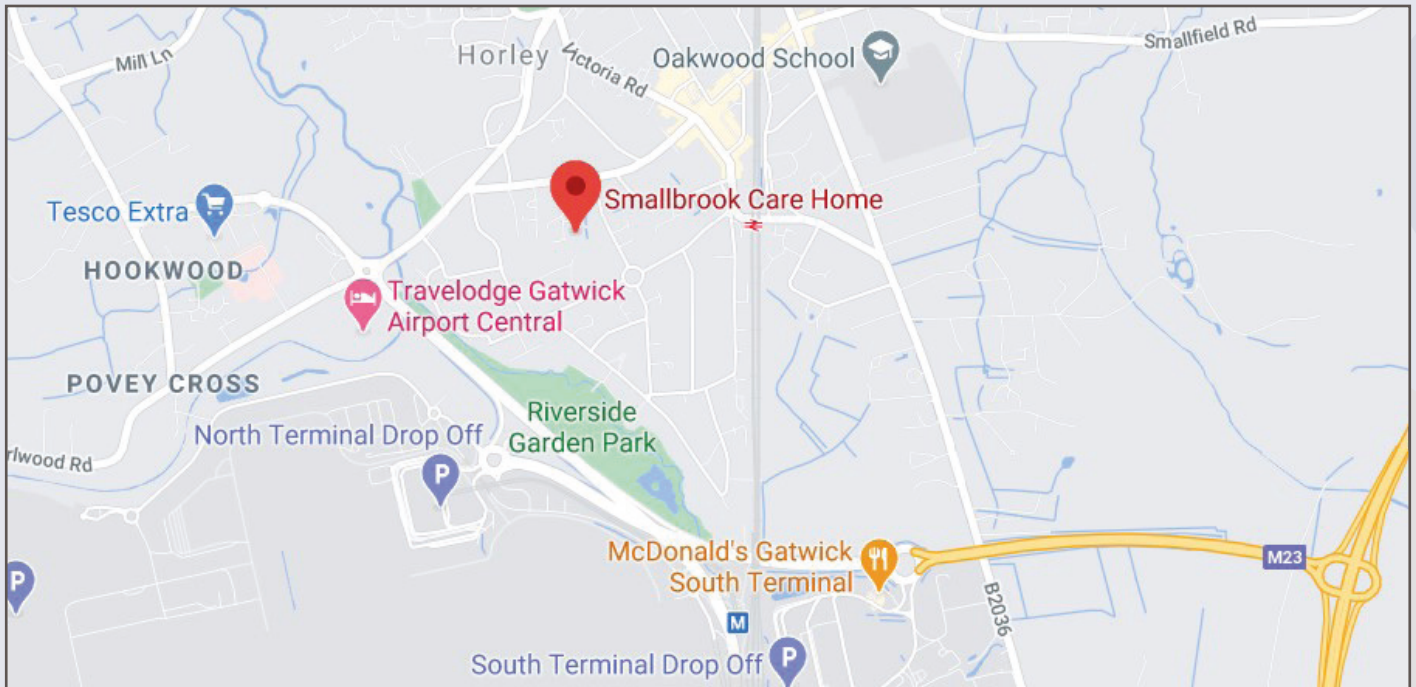 Smallfield Rd
Mill Ln
Horley
Victoria Rd
Oakwood School
Smallbrook Care Home
Tesco Extra
HOOKWOOD
Travelodge Gatwick
Airport Central
POVEY CROSS
Riverside
Garden Park
North Terminal Drop Off
P
rlwood Rd
McDonald's Gatwick
South Terminal
M23
P
B2036
M
South Terminal Drop Off
P